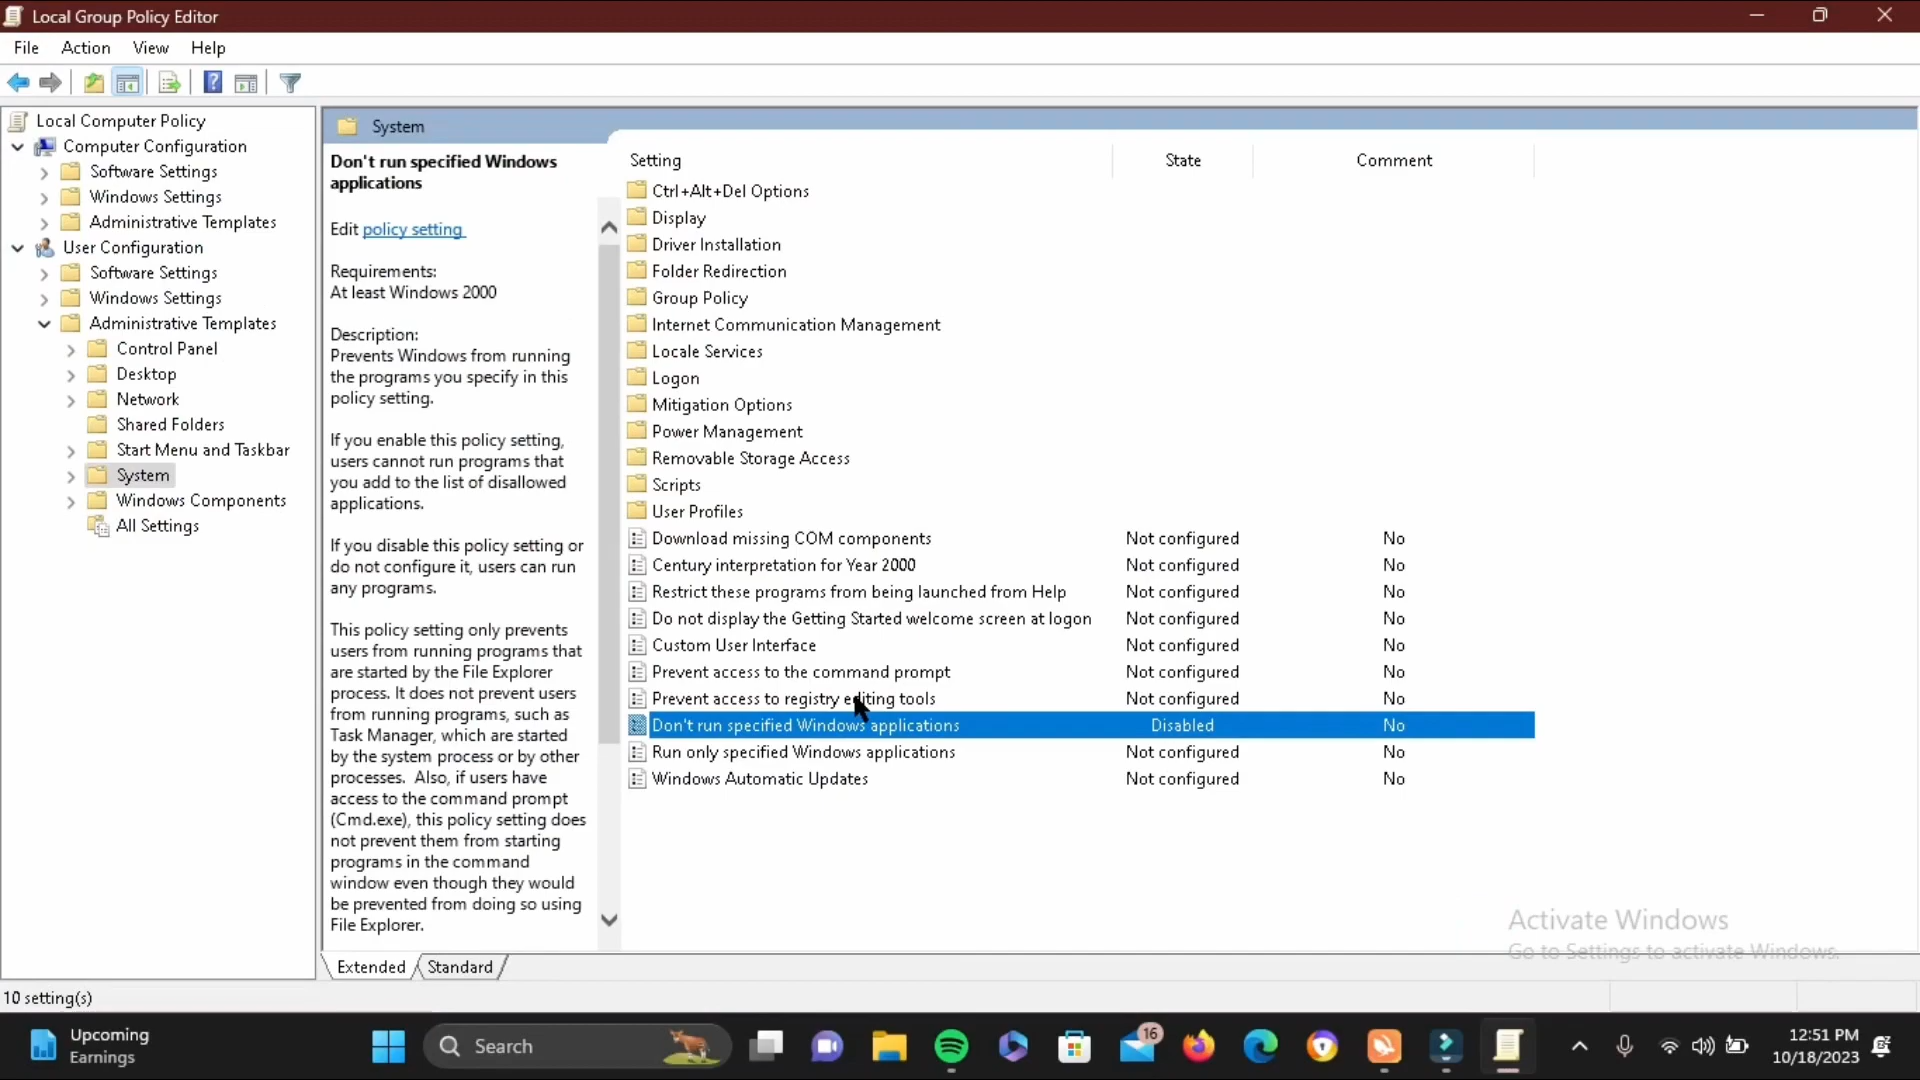 Local Group Policy Editor
File Action View Help
Local Computer Policy
Computer Configuration
Software Settings
Windows Settings
Administrative Templates
User Configuration
Software Settings
Windows Settings
Administrative Templates
Control Panel
Desktop
Network
Shared Folders
Start Menu and Taskbar
System
Windows Components
All Settings
System
Don't run specified Windows
applications
Edit policy setting
Requirements:
At least Windows 2000
Description:
Prevents Windows from running
the programs you specify in this
policy setting.
If you enable this policy setting,
users cannot run programs that
you add to the list of disallowed
applications.
If you disable this policy setting or
do not configure it, users can run
any programs.
This policy setting only prevents
users from running programs that
are started by the File Explorer
process. It does not prevent users
from running programs, such as
Task Manager, which are started
by the system process or by other
processes. Also, if users have
access to the command prompt
(Cmd.exe), this policy setting does
not prevent them from starting
programs in the command
window even though they would
be prevented from doing so using
File Explorer.
Setting State Comment
Ctrl+Alt+Del Options
Display
Driver Installation
Folder Redirection
Group Policy
Internet Communication Management
Locale Services
Logon
Mitigation Options
Power Management
Removable Storage Access
Scripts
User Profiles
Download missing COM components Not configured No
Century interpretation for Year 2000 Not configured No
Restrict these programs from being launched from Help Not configured No
Do not display the Getting Started welcome screen at logon Not configured No
Custom User Interface Not configured No
Prevent access to the command prompt Not configured No
Prevent access to registry editing tools Not configured No
Don't run specified Windows applications Disabled No
Run only specified Windows applications Not configured No
Windows Automatic Updates Not configured No
Activate Windows
Go to Settings to activate Windows.
Extended Standard
10 setting(s)
Upcoming
Earnings
Search
16
12:51 PM
10/18/2023